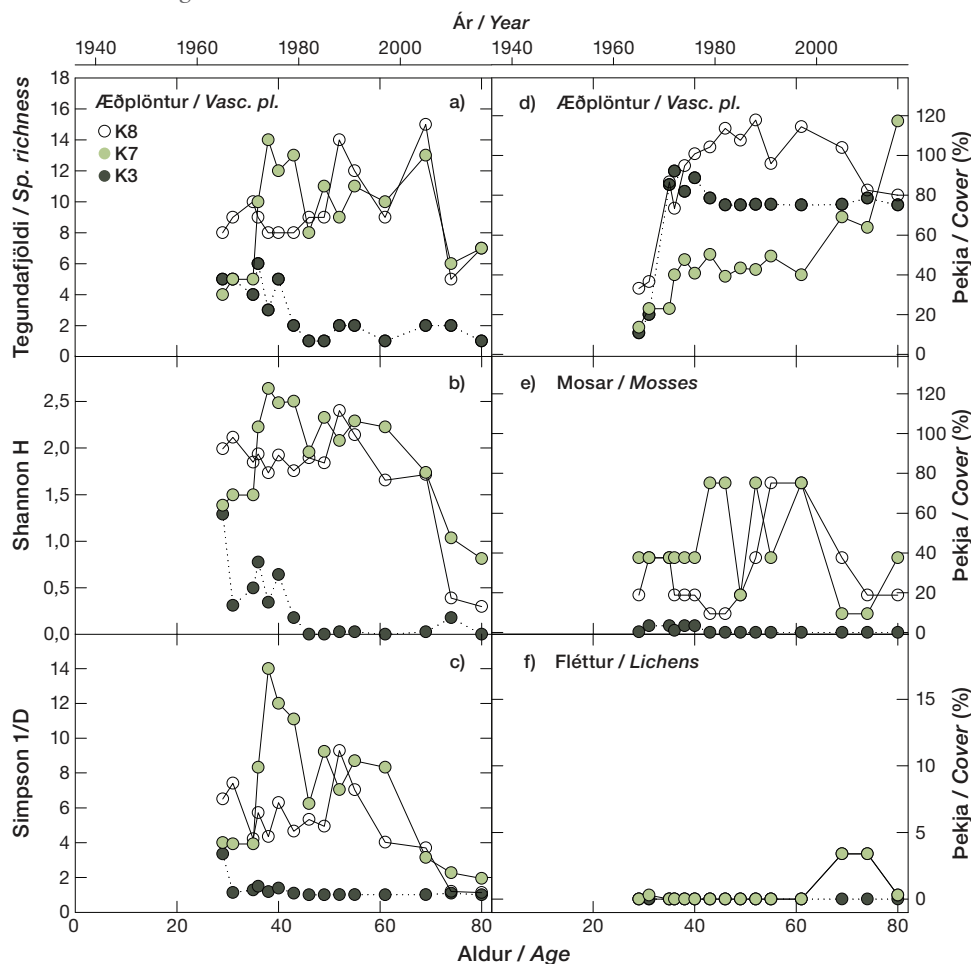 Ár / Year
1940 1960 1980 2000 1940 1960 1980 2000
Tegundafjöldi / Sp. richness
18
16
14
12
10
8
6
4
2
0
Æðplöntur / Vasc. pl.
a)
K8
K7
K3
d)
Æðplöntur / Vasc. pl.
120
100
80
60
40
20
0
Þekja / Cover (%)
Shannon H
2,5
2,0
1,5
1,0
0,5
0,0
b)
e)
Mosar / Mosses
120
100
80
60
40
20
0
Þekja / Cover (%)
Simpson 1/D
14
12
10
8
6
4
2
0
c)
f)
Fléttur / Lichens
15
10
5
0
Þekja / Cover (%)
0 20 40 60 80 20 40 60 80
Aldur / Age